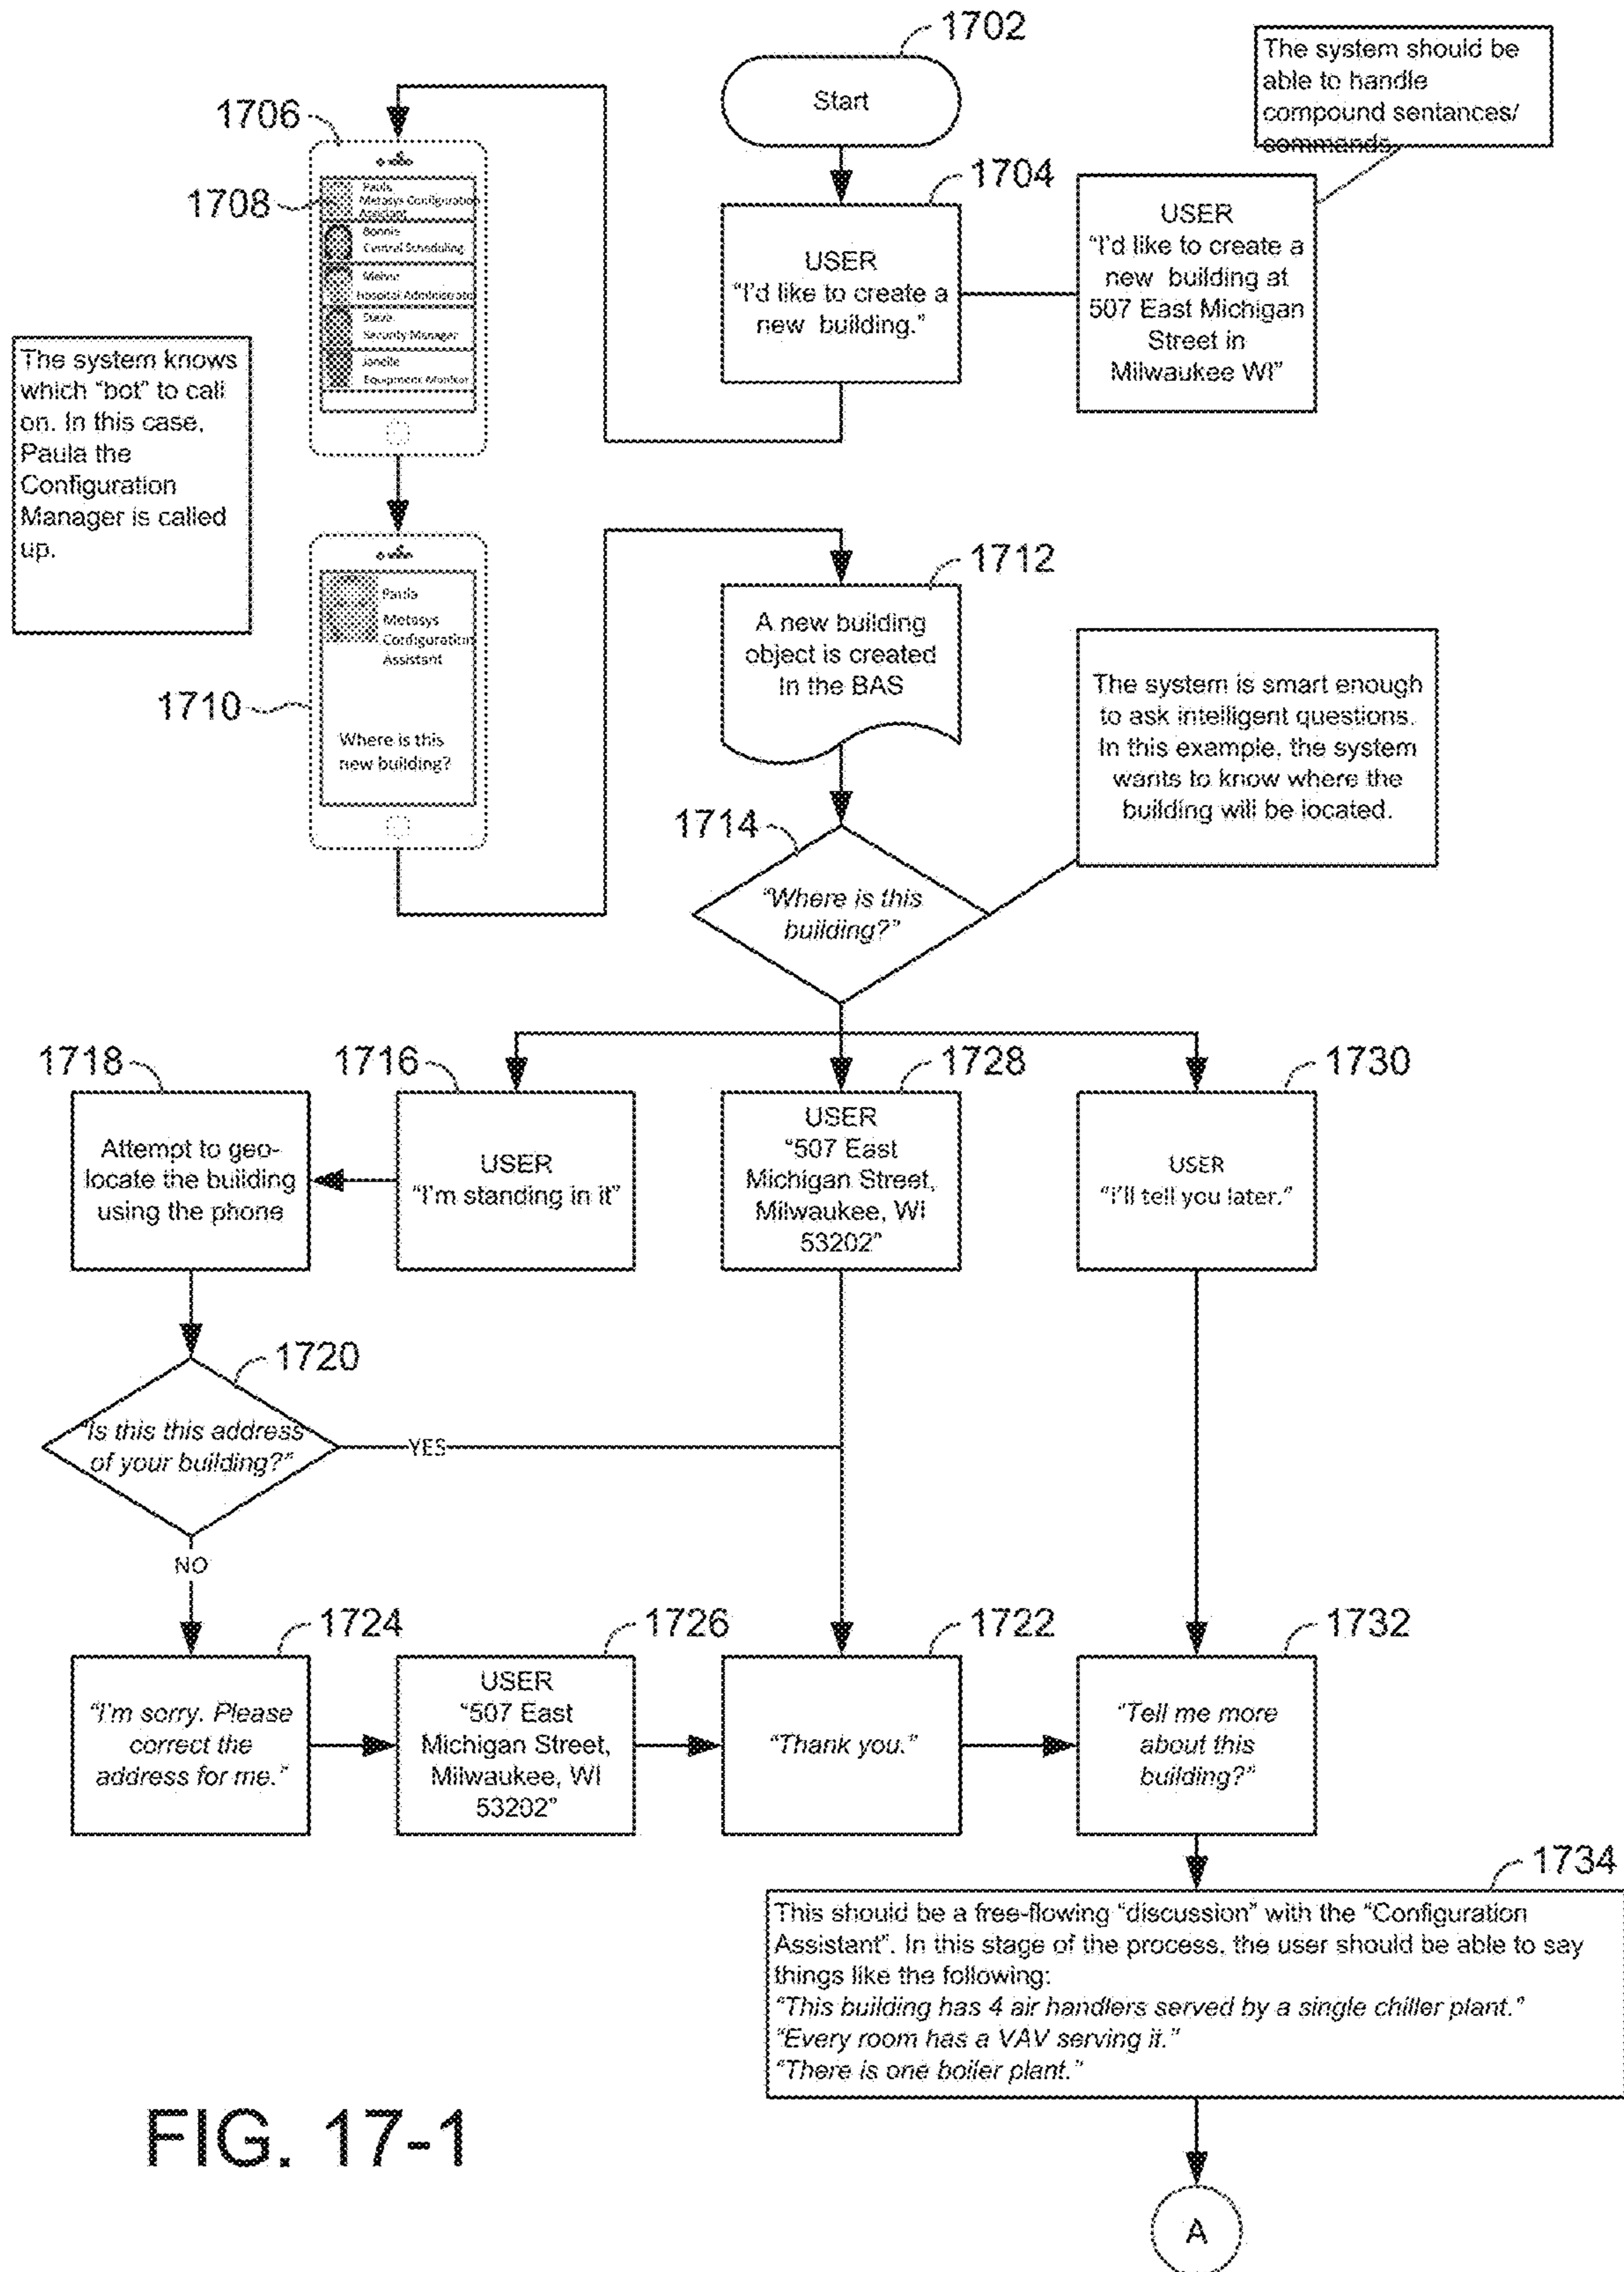 1702
Start
The system should be
able to handle
compound sentances/
commands.
1704
USER
"I'd like to create a
new building."
USER
"I'd like to create a
new building at
507 East Michigan
Street in
Milwaukee WI"
1706
1708
Paula
Metasys Configuration
Assistant
Bonnie
Central Scheduling
Hospital Administrato
Steve
Security Manager
Janelle
Equipment Monitor
The system knows
which "bot" to call
on. In this case,
Paula the
Configuration
Manager is called
up.
1710
Paula
Metasys
Configuration
Assistant
Where is this
new building?
1712
A new building
object is created
In the BAS
The system is smart enough
to ask intelligent questions.
In this example, the system
wants to know where the
building will be located.
1714
"Where is this
building?"
1718
Attempt to geo-
locate the building
using the phone
1716
USER
"I'm standing in it"
1728
USER
"507 East
Michigan Street,
Milwaukee, WI
53202"
1730
USER
"I'll tell you later."
1720
"Is this this address
of your building?"
YES
NO
1724
"I'm sorry. Please
correct the
address for me."
1726
USER
"507 East
Michigan Street,
Milwaukee, WI
53202"
1722
"Thank you."
1732
"Tell me more
about this
building?"
1734
This should be a free-flowing "discussion" with the "Configuration
Assistant". In this stage of the process, the user should be able to say
things like the following:
"This building has 4 air handlers served by a single chiller plant."
"Every room has a VAV serving it."
"There is one boiler plant."
A
FIG. 17-1